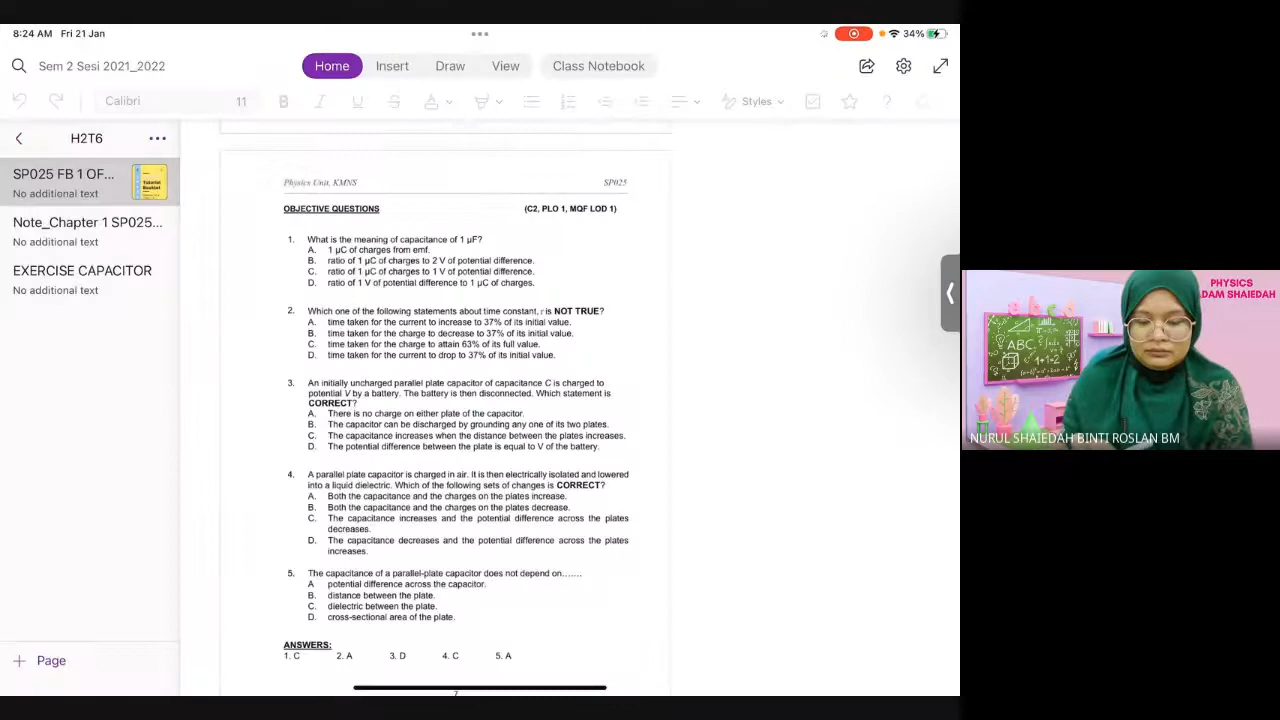 8:24 AM Fri 21 Jan
34%
Sem 2 Sesi 2021_2022
Home Insert Draw View Class Notebook
Calibri 11 B I U S A Styles ?
H2T6
SP025 FB 1 OF...
No additional text
Note_Chapter 1 SP025...
No additional text
EXERCISE CAPACITOR
No additional text
+ Page
Physics Unit, KMNS SP025
OBJECTIVE QUESTIONS (C2, PLO 1, MQF LOD 1)
1. What is the meaning of capacitance of 1 µF?
A. 1 µC of charges from emf.
B. ratio of 1 µC of charges to 2 V of potential difference.
C. ratio of 1 µC of charges to 1 V of potential difference.
D. ratio of 1 V of potential difference to 1 µC of charges.
2. Which one of the following statements about time constant, τ is NOT TRUE?
A. time taken for the current to increase to 37% of its initial value.
B. time taken for the charge to decrease to 37% of its initial value.
C. time taken for the charge to attain 63% of its full value.
D. time taken for the current to drop to 37% of its initial value.
3. An initially uncharged parallel plate capacitor of capacitance C is charged to
potential V by a battery. The battery is then disconnected. Which statement is
CORRECT?
A. There is no charge on either plate of the capacitor.
B. The capacitor can be discharged by grounding any one of its two plates.
C. The capacitance increases when the distance between the plates increases.
D. The potential difference between the plate is equal to V of the battery.
4. A parallel plate capacitor is charged in air. It is then electrically isolated and lowered
into a liquid dielectric. Which of the following sets of changes is CORRECT?
A. Both the capacitance and the charges on the plates increase.
B. Both the capacitance and the charges on the plates decrease.
C. The capacitance increases and the potential difference across the plates
decreases.
D. The capacitance decreases and the potential difference across the plates
increases.
5. The capacitance of a parallel-plate capacitor does not depend on.......
A potential difference across the capacitor.
B. distance between the plate.
C. dielectric between the plate.
D. cross-sectional area of the plate.
ANSWERS:
1. C 2. A 3. D 4. C 5. A
7
PHYSICS
DAM SHAIEDAH
a b c d
ABC
1+1=2
NURUL SHAIEDAH BINTI ROSLAN BM